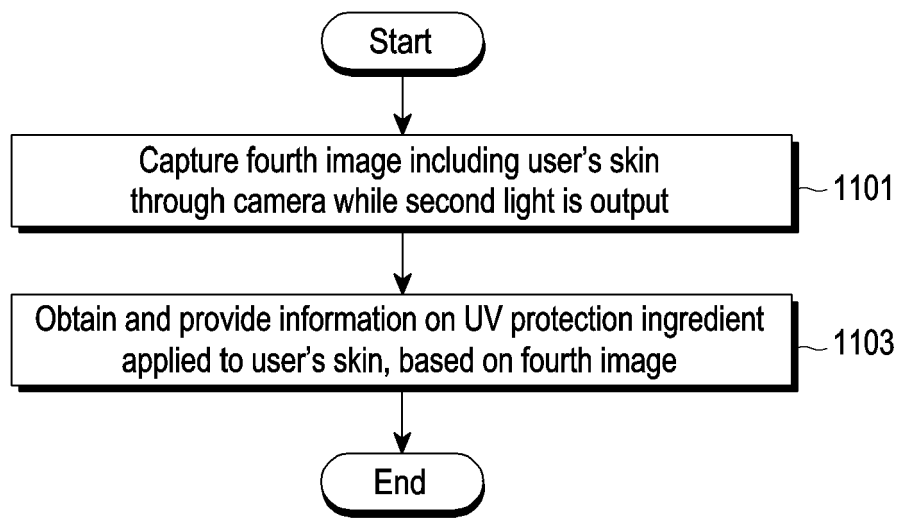 Start
Capture fourth image including user's skin
through camera while second light is output
1101
Obtain and provide information on UV protection ingredient
applied to user's skin, based on fourth image
1103
End